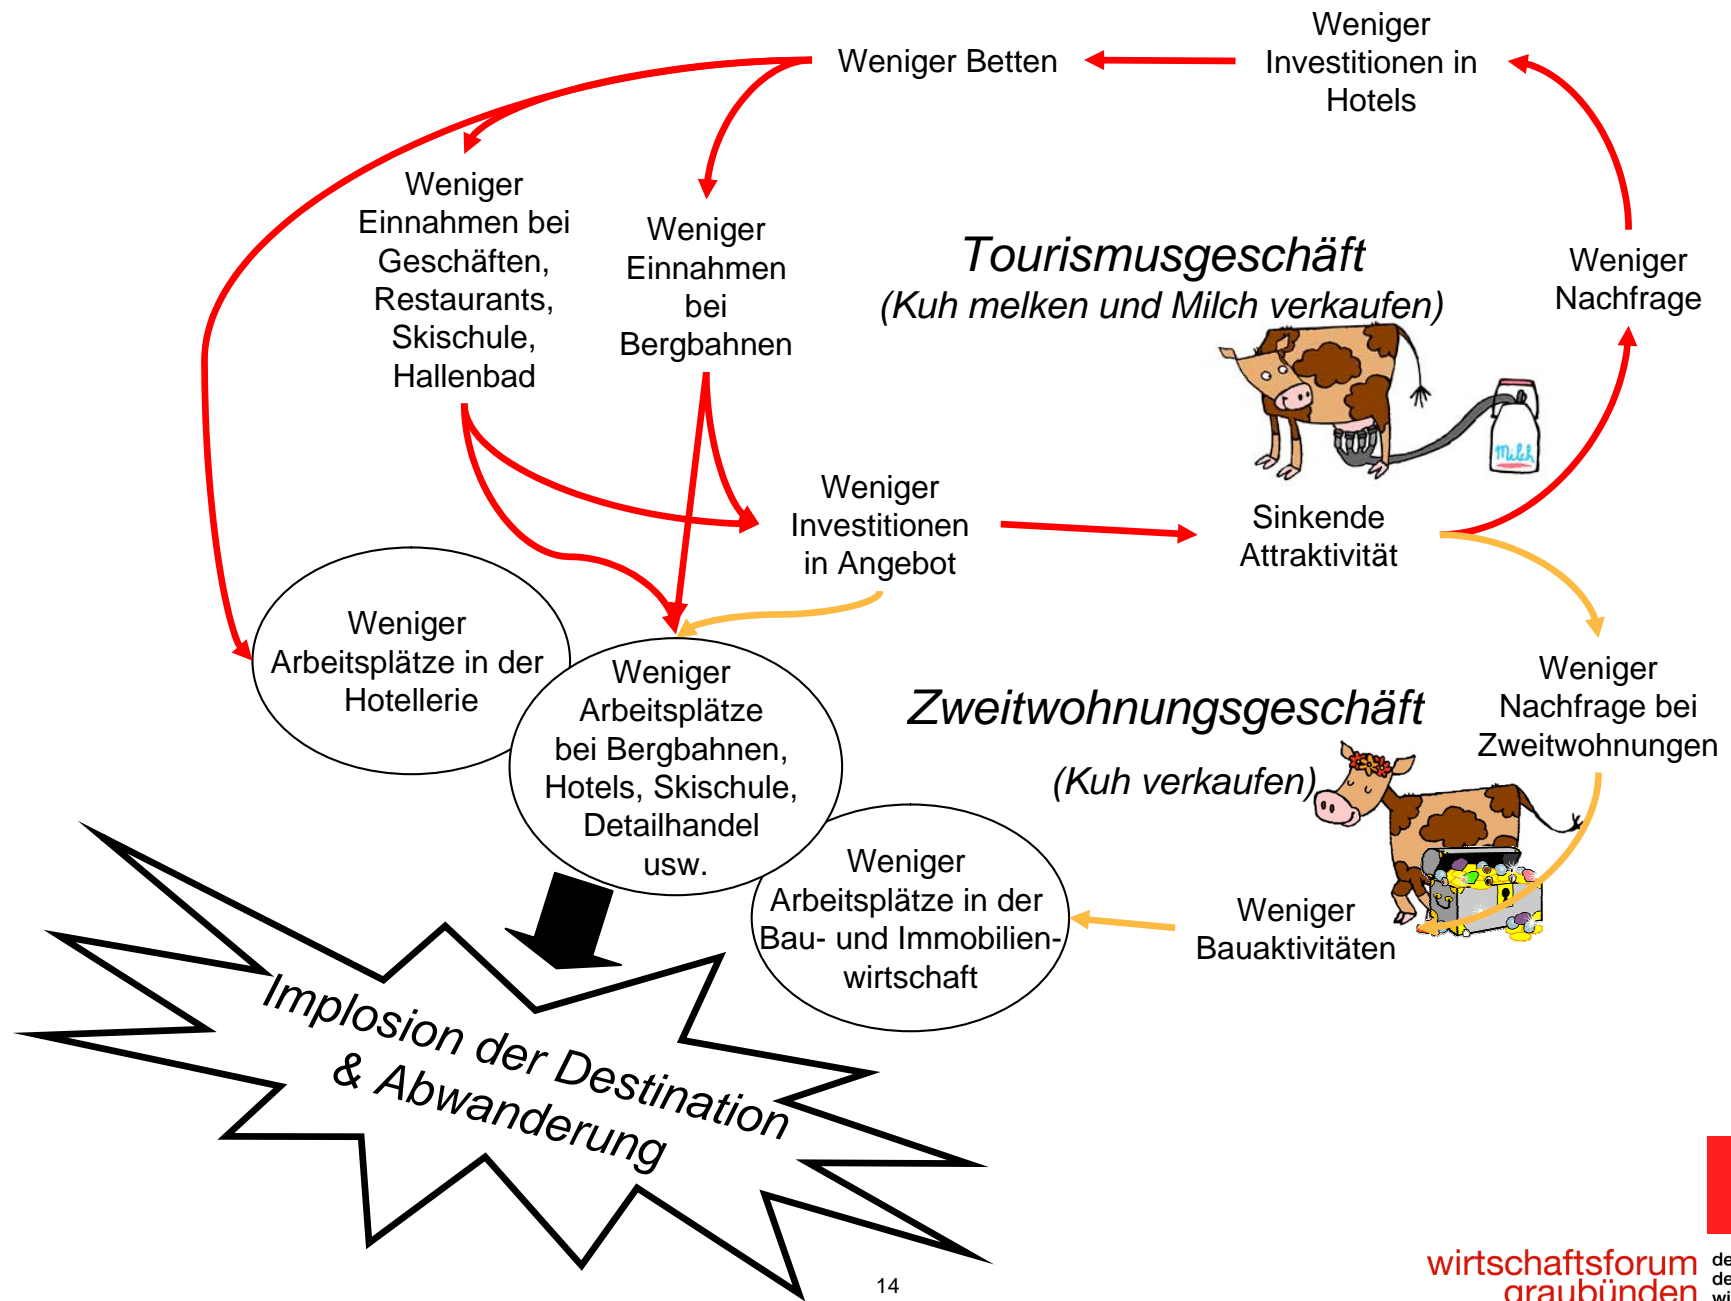 Weniger
Investitionen in
Hotels
Weniger Betten
Weniger
Einnahmen bei
Geschäften,
Restaurants,
Skischule,
Hallenbad
Weniger
Einnahmen
bei
Bergbahnen
Tourismusgeschäft
(Kuh melken und Milch verkaufen)
Weniger
Nachfrage
Milch
Weniger
Investitionen
in Angebot
Sinkende
Attraktivität
Weniger
Arbeitsplätze in der
Hotellerie
Weniger
Arbeitsplätze
bei Bergbahnen,
Hotels, Skischule,
Detailhandel
usw.
Zweitwohnungsgeschäft
(Kuh verkaufen)
Weniger
Nachfrage bei
Zweitwohnungen
Weniger
Arbeitsplätze in der
Bau- und Immobilien-
wirtschaft
Weniger
Bauaktivitäten
Implosion der Destination
& Abwanderung
14
wirtschaftsforum
graubünden